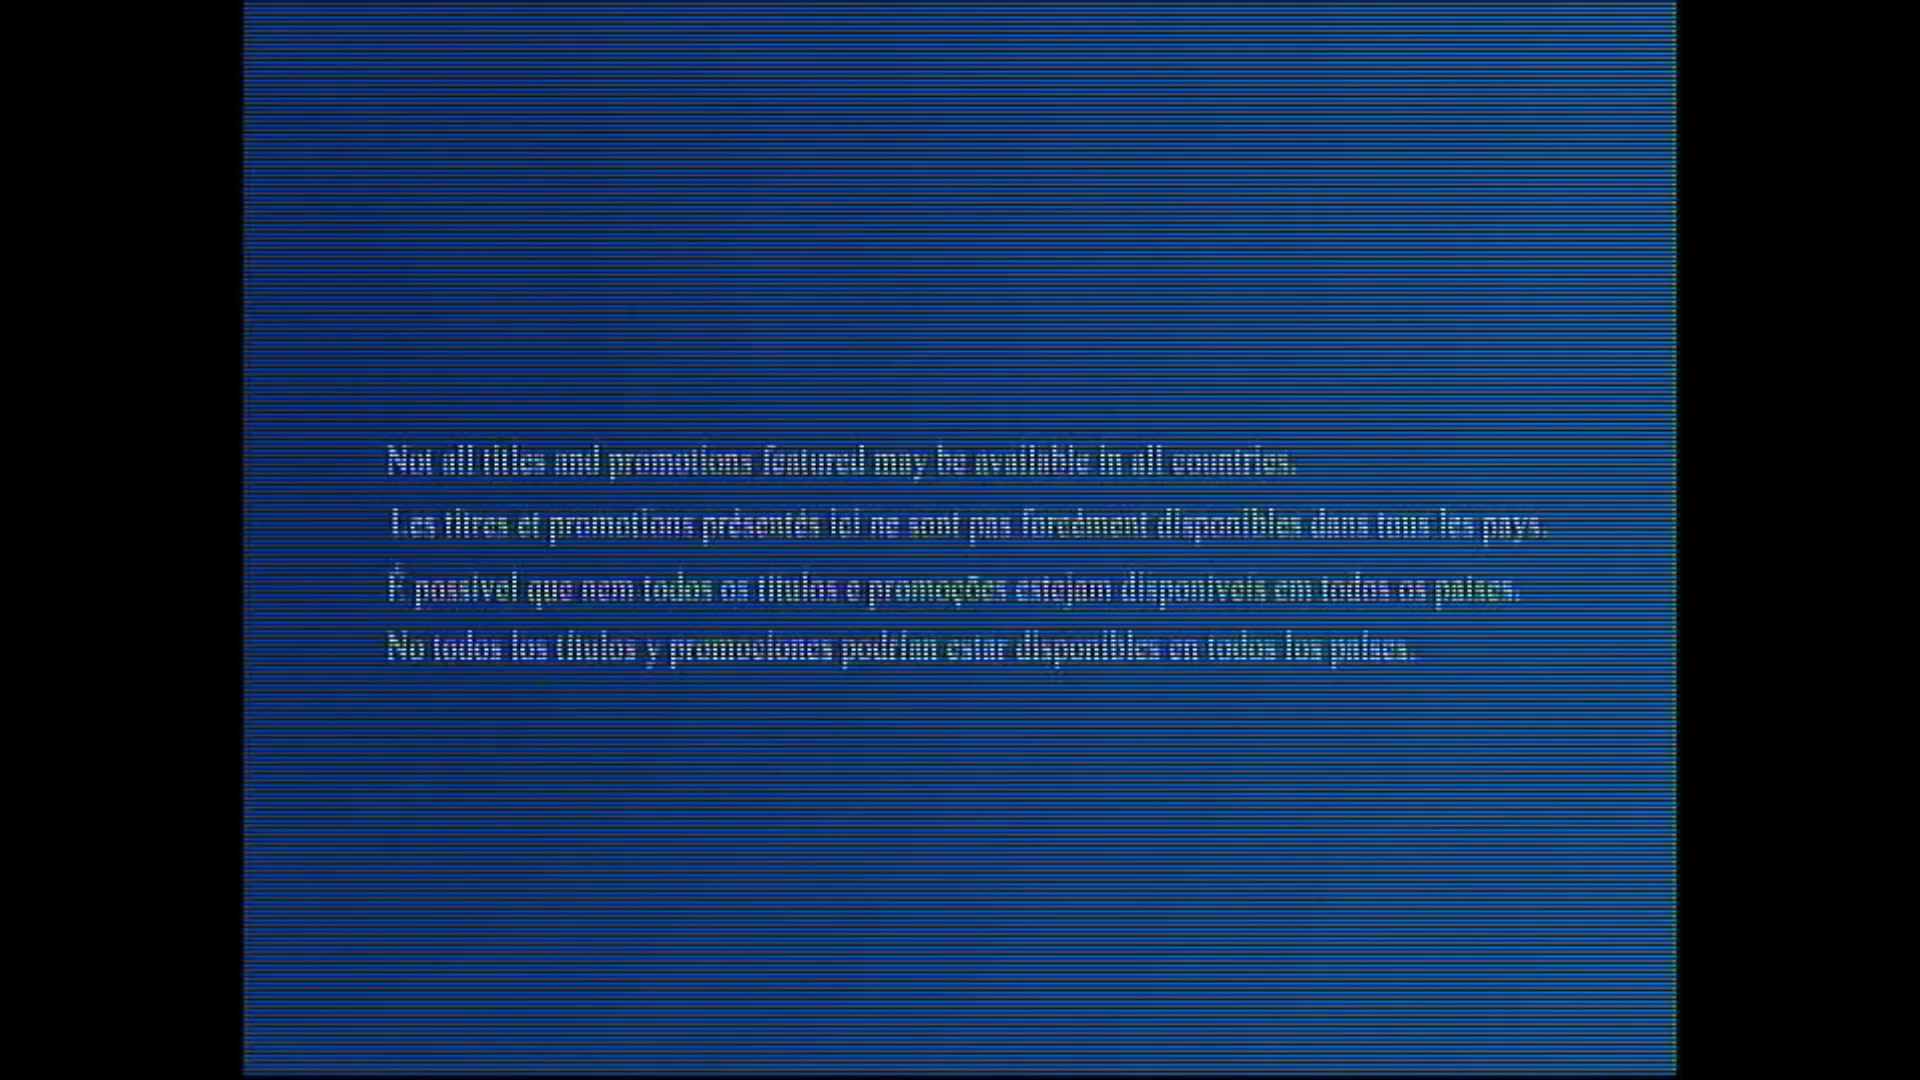 Not all titles and promotions featured may be available in all countries.
Les titres et promotions présentés ici ne sont pas forcément disponibles dans tous les pays.
É possível que nem todos os títulos e promoções estejam disponíveis em todos os países.
No todos los títulos y promociones podrían estar disponibles en todos los países.